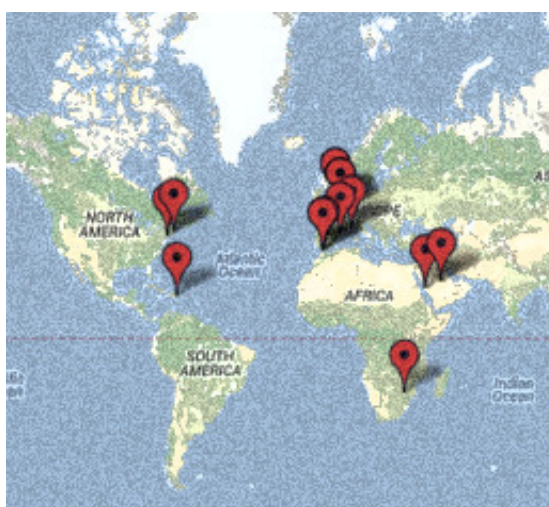 NORTH
AMERICA
Atlantic
Ocean
AFRICA
SOUTH
AMERICA
Indian
Ocean